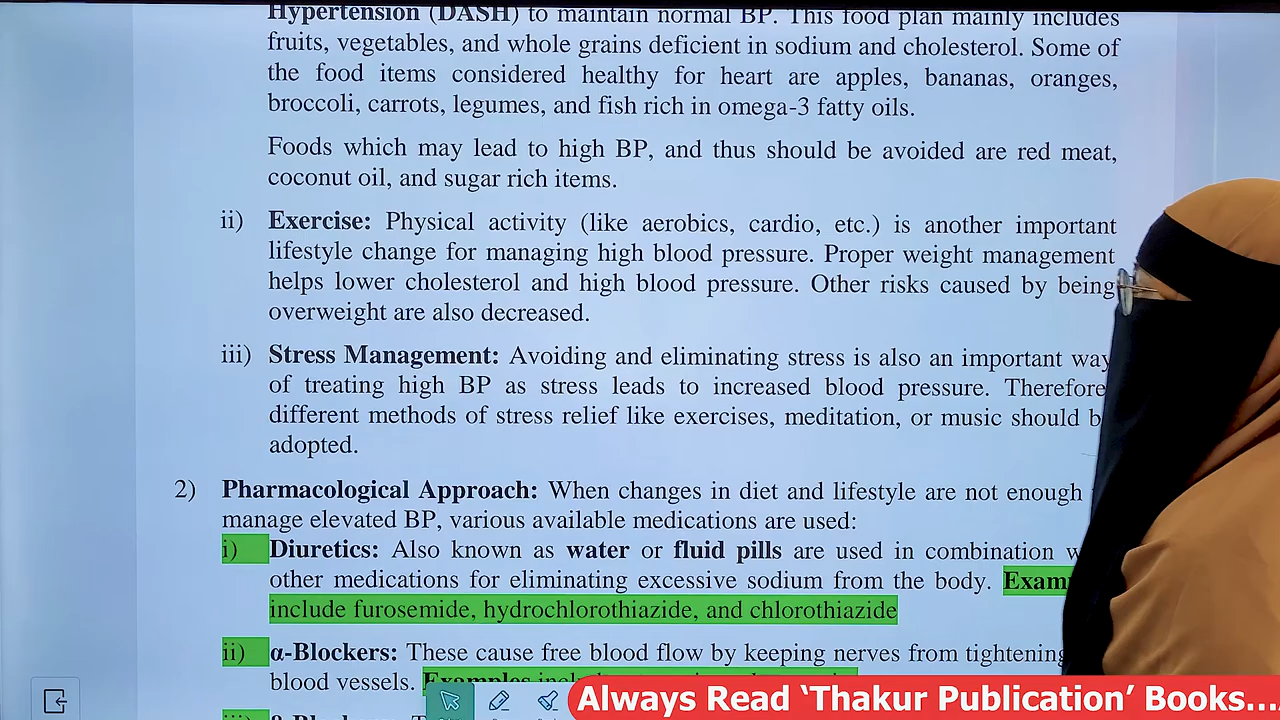 Hypertension (DASH) to maintain normal BP. This food plan mainly includes
fruits, vegetables, and whole grains deficient in sodium and cholesterol. Some of
the food items considered healthy for heart are apples, bananas, oranges,
broccoli, carrots, legumes, and fish rich in omega-3 fatty oils.
Foods which may lead to high BP, and thus should be avoided are red meat,
coconut oil, and sugar rich items.
ii) Exercise: Physical activity (like aerobics, cardio, etc.) is another important
lifestyle change for managing high blood pressure. Proper weight management
helps lower cholesterol and high blood pressure. Other risks caused by being
overweight are also decreased.
iii) Stress Management: Avoiding and eliminating stress is also an important way
of treating high BP as stress leads to increased blood pressure. Therefore
different methods of stress relief like exercises, meditation, or music should b
adopted.
2) Pharmacological Approach: When changes in diet and lifestyle are not enough
manage elevated BP, various available medications are used:
i) Diuretics: Also known as water or fluid pills are used in combination w
other medications for eliminating excessive sodium from the body. Exam
include furosemide, hydrochlorothiazide, and chlorothiazide
ii) α-Blockers: These cause free blood flow by keeping nerves from tightening
blood vessels. Examples
Always Read ‘Thakur Publication’ Books...